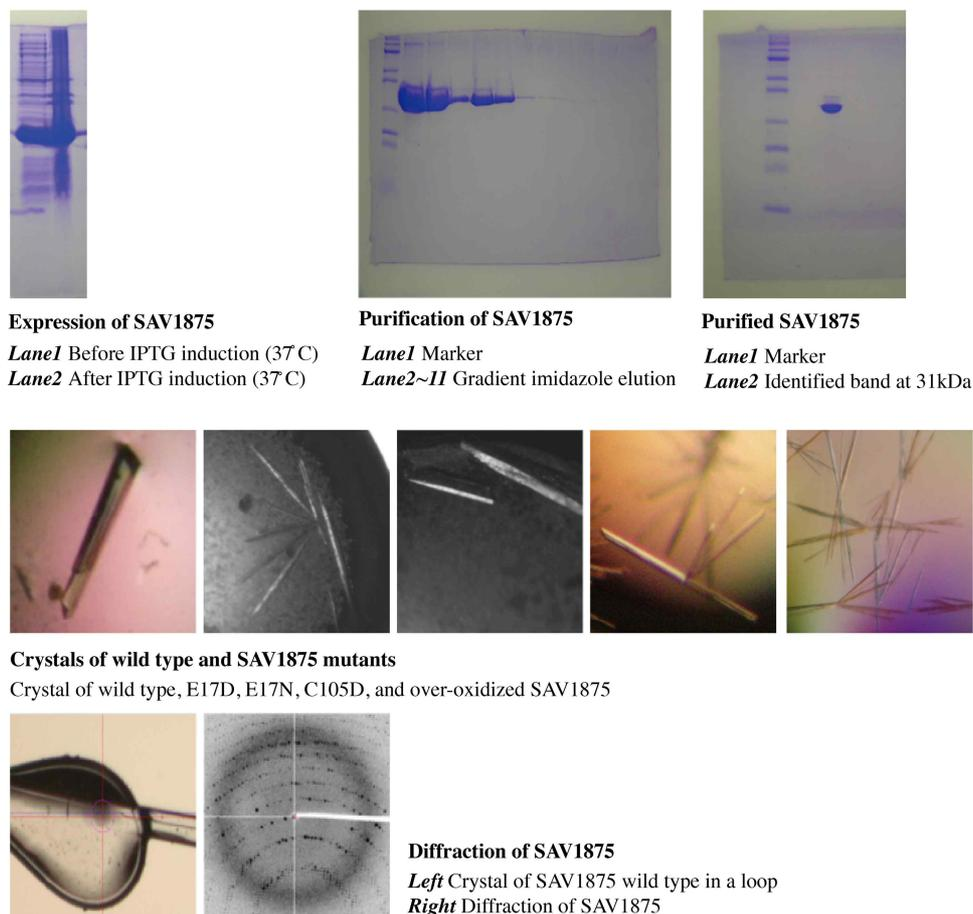 Expression of SAV1875
Lane1 Before IPTG induction (37°C)
Lane2 After IPTG induction (37°C)
Purification of SAV1875
Lane1 Marker
Lane2~11 Gradient imidazole elution
Purified SAV1875
Lane1 Marker
Lane2 Identified band at 31kDa
Crystals of wild type and SAV1875 mutants
Crystal of wild type, E17D, E17N, C105D, and over-oxidized SAV1875
Diffraction of SAV1875
Left Crystal of SAV1875 wild type in a loop
Right Diffraction of SAV1875